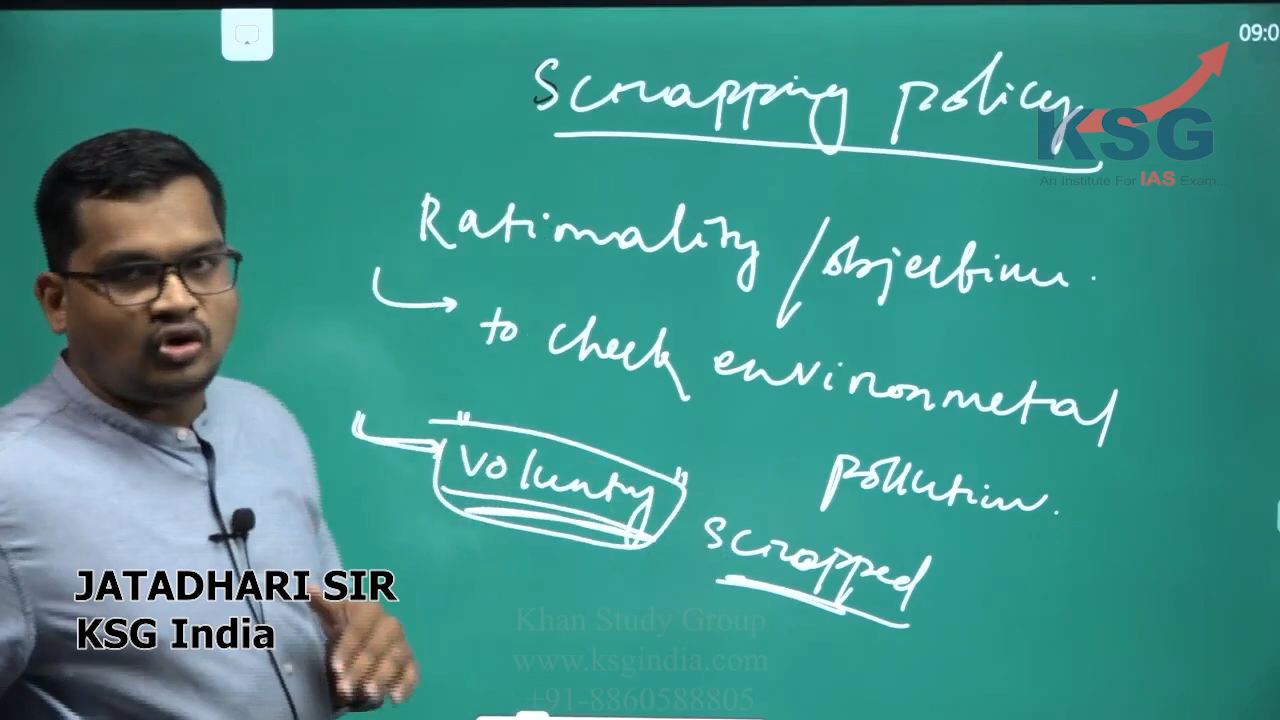 09:0
Scrapping policy
KSG
An Institute For IAS Exam
Rationality / objective.
to check environmetal
pollution.
voluntry
scrapped
JATADHARI SIR
KSG India
Khan Study Group
www.ksgindia.com
+91-8860588805